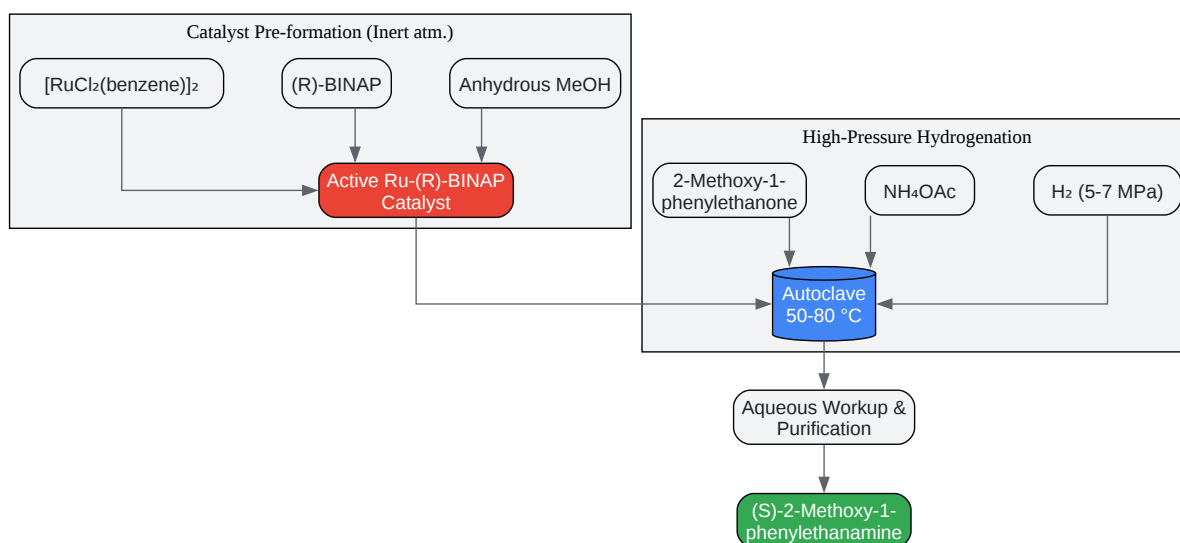 Catalyst Pre-formation (Inert atm.)
[RuCl₂(benzene)]₂
(R)-BINAP
Anhydrous MeOH
Active Ru-(R)-BINAP
Catalyst
High-Pressure Hydrogenation
2-Methoxy-1-
phenylethanone
NH₄OAc
H₂ (5-7 MPa)
Autoclave
50-80 °C
Aqueous Workup &
Purification
(S)-2-Methoxy-1-
phenylethanamine